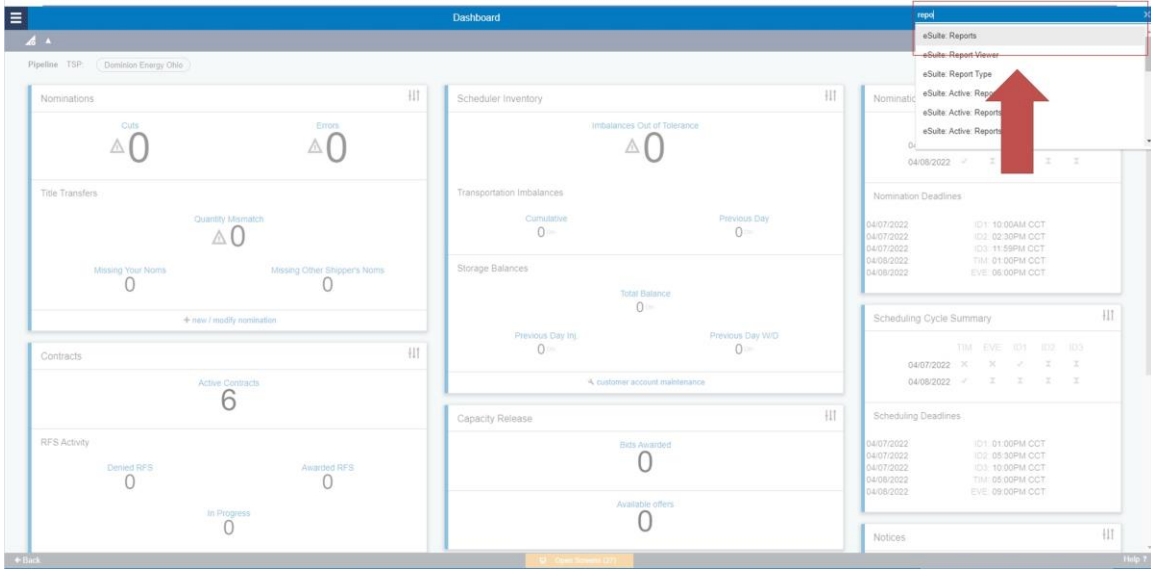 Dashboard
repo
eSuite: Reports
eSuite: Report Viewer
eSuite: Report Type
eSuite: Active: Repo
eSuite: Active: Reports
eSuite: Active: Reports
Pipeline TSP: Dominion Energy Ohio
Nominations
Cuts Errors
0 0
Title Transfers
Quantity Mismatch
0
Missing Your Noms Missing Other Shipper's Noms
0 0
+ new / modify nomination
Contracts
Active Contracts
6
RFS Activity
Denied RFS Awarded RFS
0 0
In Progress
0
Scheduler Inventory
Imbalances Out of Tolerance
0
Transportation Imbalances
Cumulative Previous Day
0 0
Storage Balances
Total Balance
0
Previous Day Inj. Previous Day W/D
0 0
customer account maintenance
Capacity Release
Bids Awarded
0
Available offers
0
Nominatio
04/08/2022
Nomination Deadlines
04/07/2022 ID1: 10:00AM CCT
04/07/2022 ID2: 02:30PM CCT
04/07/2022 ID3: 11:59PM CCT
04/08/2022 TIM: 01:00PM CCT
04/08/2022 EVE: 06:00PM CCT
Scheduling Cycle Summary
TIM EVE ID1 ID2 ID3
04/07/2022
04/08/2022
Scheduling Deadlines
04/07/2022 ID1: 01:00PM CCT
04/07/2022 ID2: 05:30PM CCT
04/07/2022 ID3: 10:00PM CCT
04/08/2022 TIM: 05:00PM CCT
04/08/2022 EVE: 09:00PM CCT
Notices
Back
Help ?